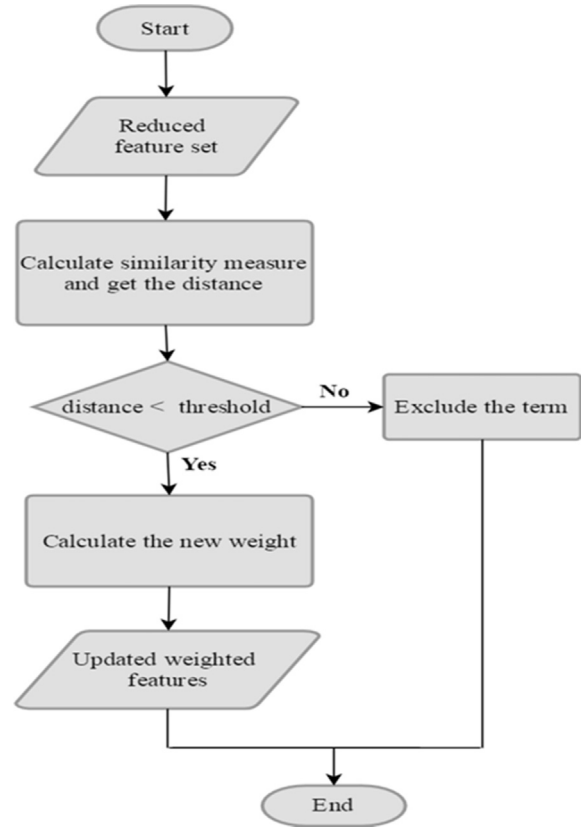 Start
Reduced
feature set
Calculate similarity measure
and get the distance
distance < threshold
No
Exclude the term
Yes
Calculate the new weight
Updated weighted
features
End